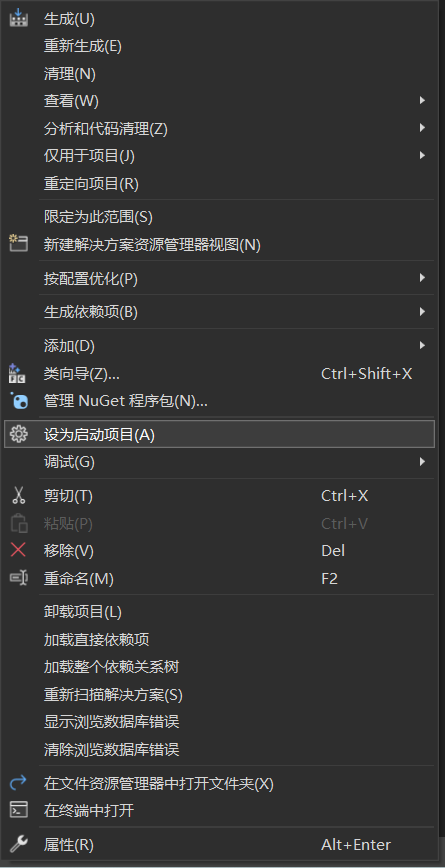 生成(U)
重新生成(E)
清理(N)
查看(W)
分析和代码清理(Z)
仅用于项目(J)
重定向项目(R)
限定为此范围(S)
新建解决方案资源管理器视图(N)
按配置优化(P)
生成依赖项(B)
添加(D)
类向导(Z)... Ctrl+Shift+X
管理 NuGet 程序包(N)...
设为启动项目(A)
调试(G)
剪切(T) Ctrl+X
粘贴(P) Ctrl+V
移除(V) Del
重命名(M) F2
卸载项目(L)
加载直接依赖项
加载整个依赖关系树
重新扫描解决方案(S)
显示浏览数据库错误
清除浏览数据库错误
在文件资源管理器中打开文件夹(X)
在终端中打开
属性(R) Alt+Enter